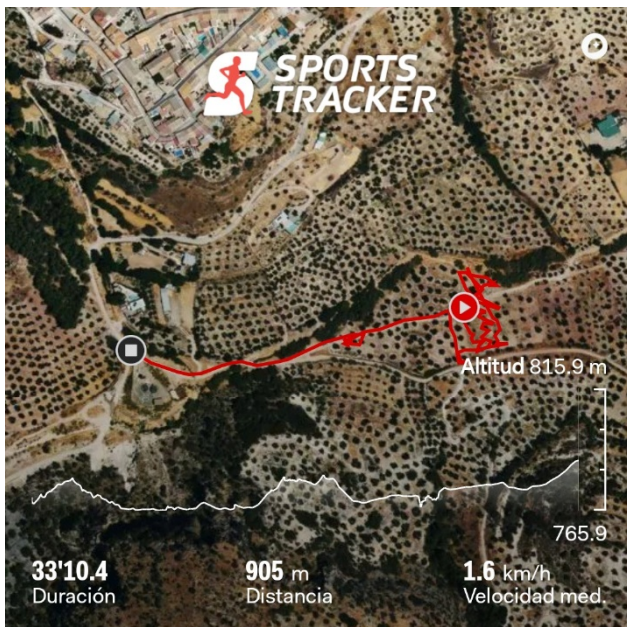 SPORTS
TRACKER
Altitud 815.9 m
765.9
33'10.4
Duración
905 m
Distancia
1.6 km/h
Velocidad med.